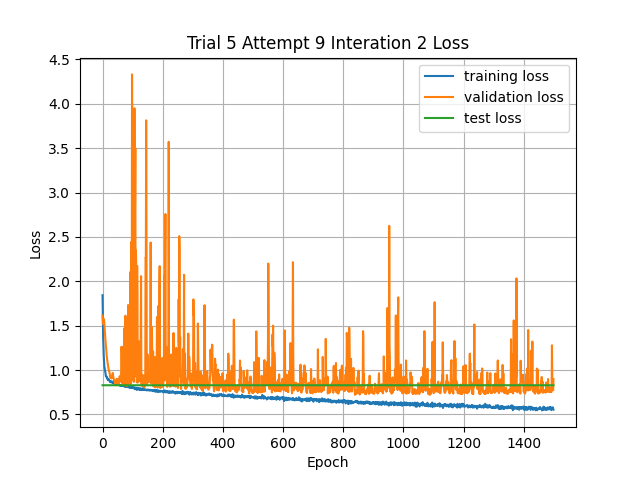 Trial 5 Attempt 9 Interation 2 Loss
training loss
validation loss
test loss
Loss
4.5
4.0
3.5
3.0
2.5
2.0
1.5
1.0
0.5
0 200 400 600 800 1000 1200 1400
Epoch